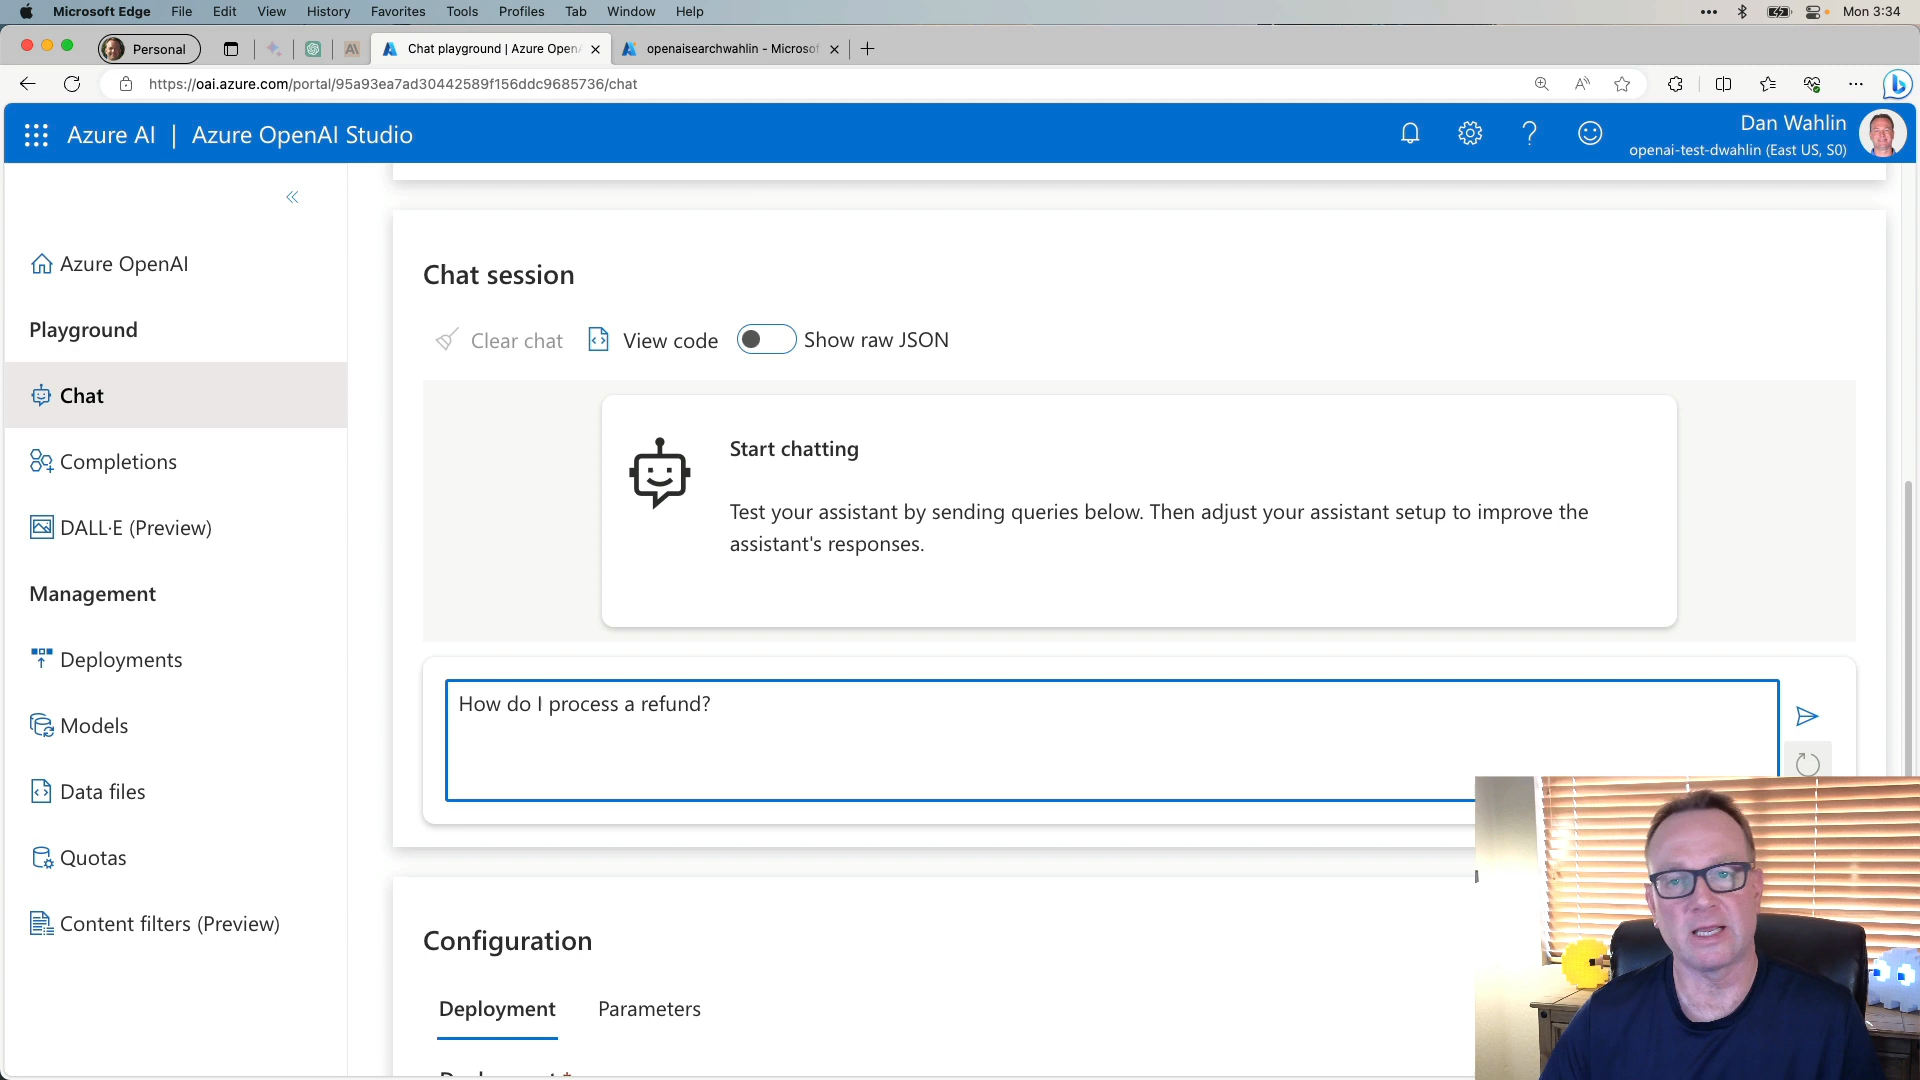 Microsoft Edge File Edit View History Favorites Tools Profiles Tab Window Help
Mon 3:34
Personal
Chat playground | Azure Open
openaisearchwahlin - Microsof
https://oai.azure.com/portal/95a93ea7ad30442589f156ddc9685736/chat
Azure AI | Azure OpenAI Studio
Dan Wahlin
openai-test-dwahlin (East US, S0)
Azure OpenAI
Playground
Chat
Completions
DALL·E (Preview)
Management
Deployments
Models
Data files
Quotas
Content filters (Preview)
Chat session
Clear chat
View code
Show raw JSON
Start chatting
Test your assistant by sending queries below. Then adjust your assistant setup to improve the
assistant's responses.
How do I process a refund?
Configuration
Deployment
Parameters